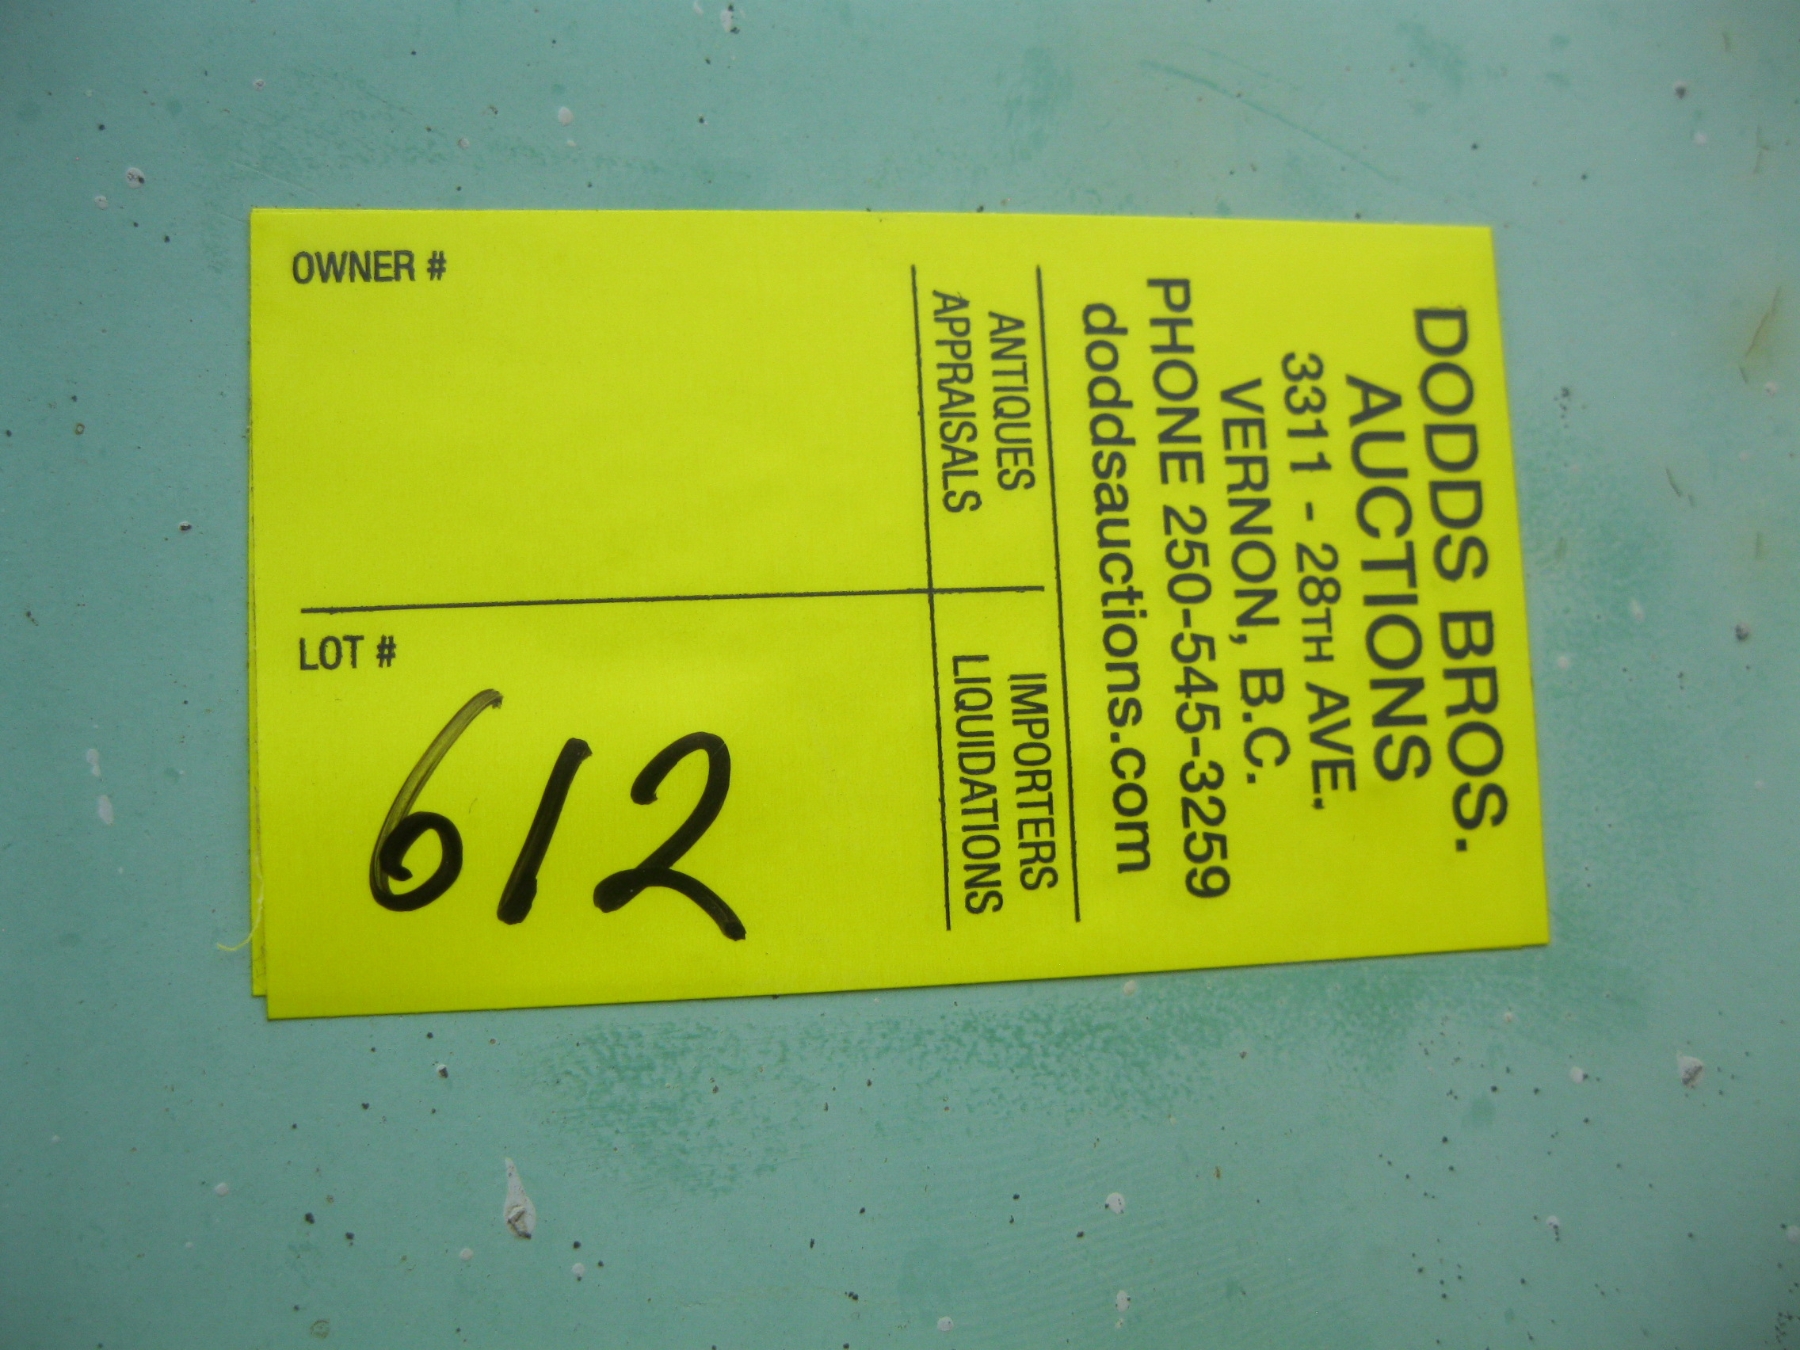 DODDS BROS.
AUCTIONS
3311 - 28TH AVE.
VERNON, B.C.
PHONE 250-545-3259
doddsauctions.com
ANTIQUES
APPRAISALS
IMPORTERS
LIQUIDATIONS
OWNER #
LOT #
612